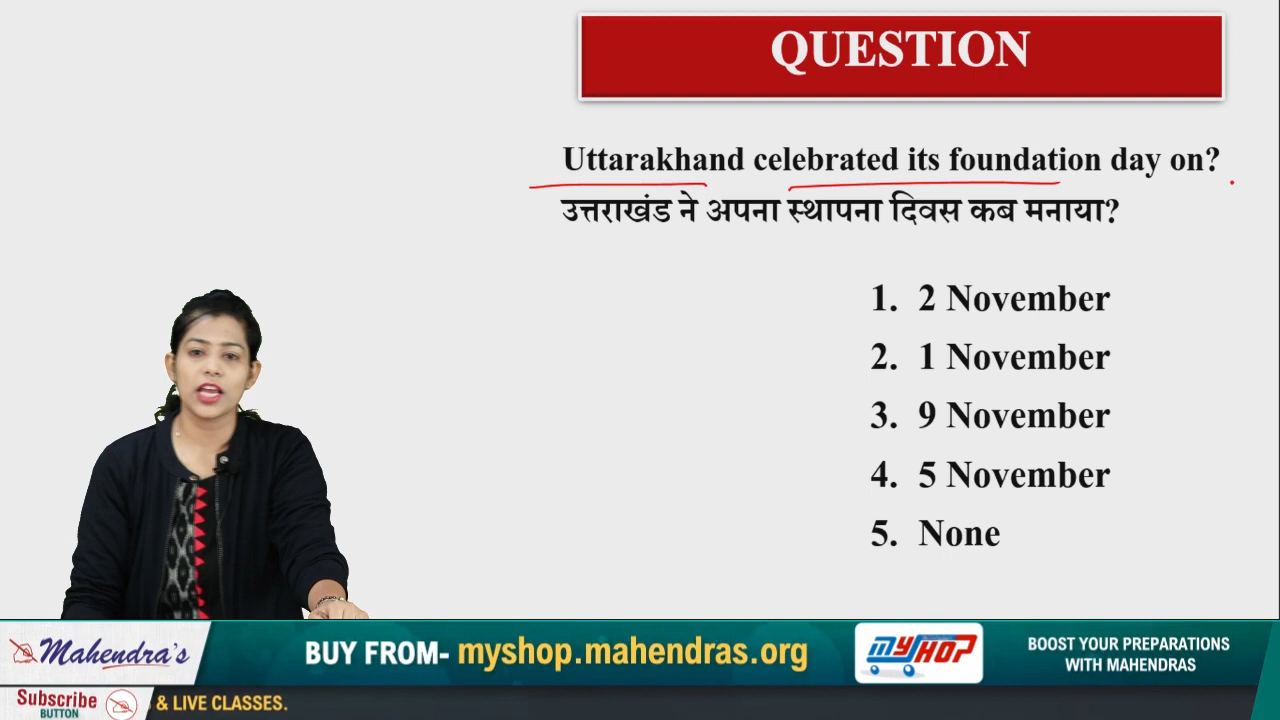 QUESTION
Uttarakhand celebrated its foundation day on?
उत्तराखंड ने अपना स्थापना दिवस कब मनाया?
1. 2 November
2. 1 November
3. 9 November
4. 5 November
5. None
Mahendra's
BUY FROM- myshop.mahendras.org
MYSHOP
BOOST YOUR PREPARATIONS
WITH MAHENDRAS
Subscribe
BUTTON
& LIVE CLASSES.